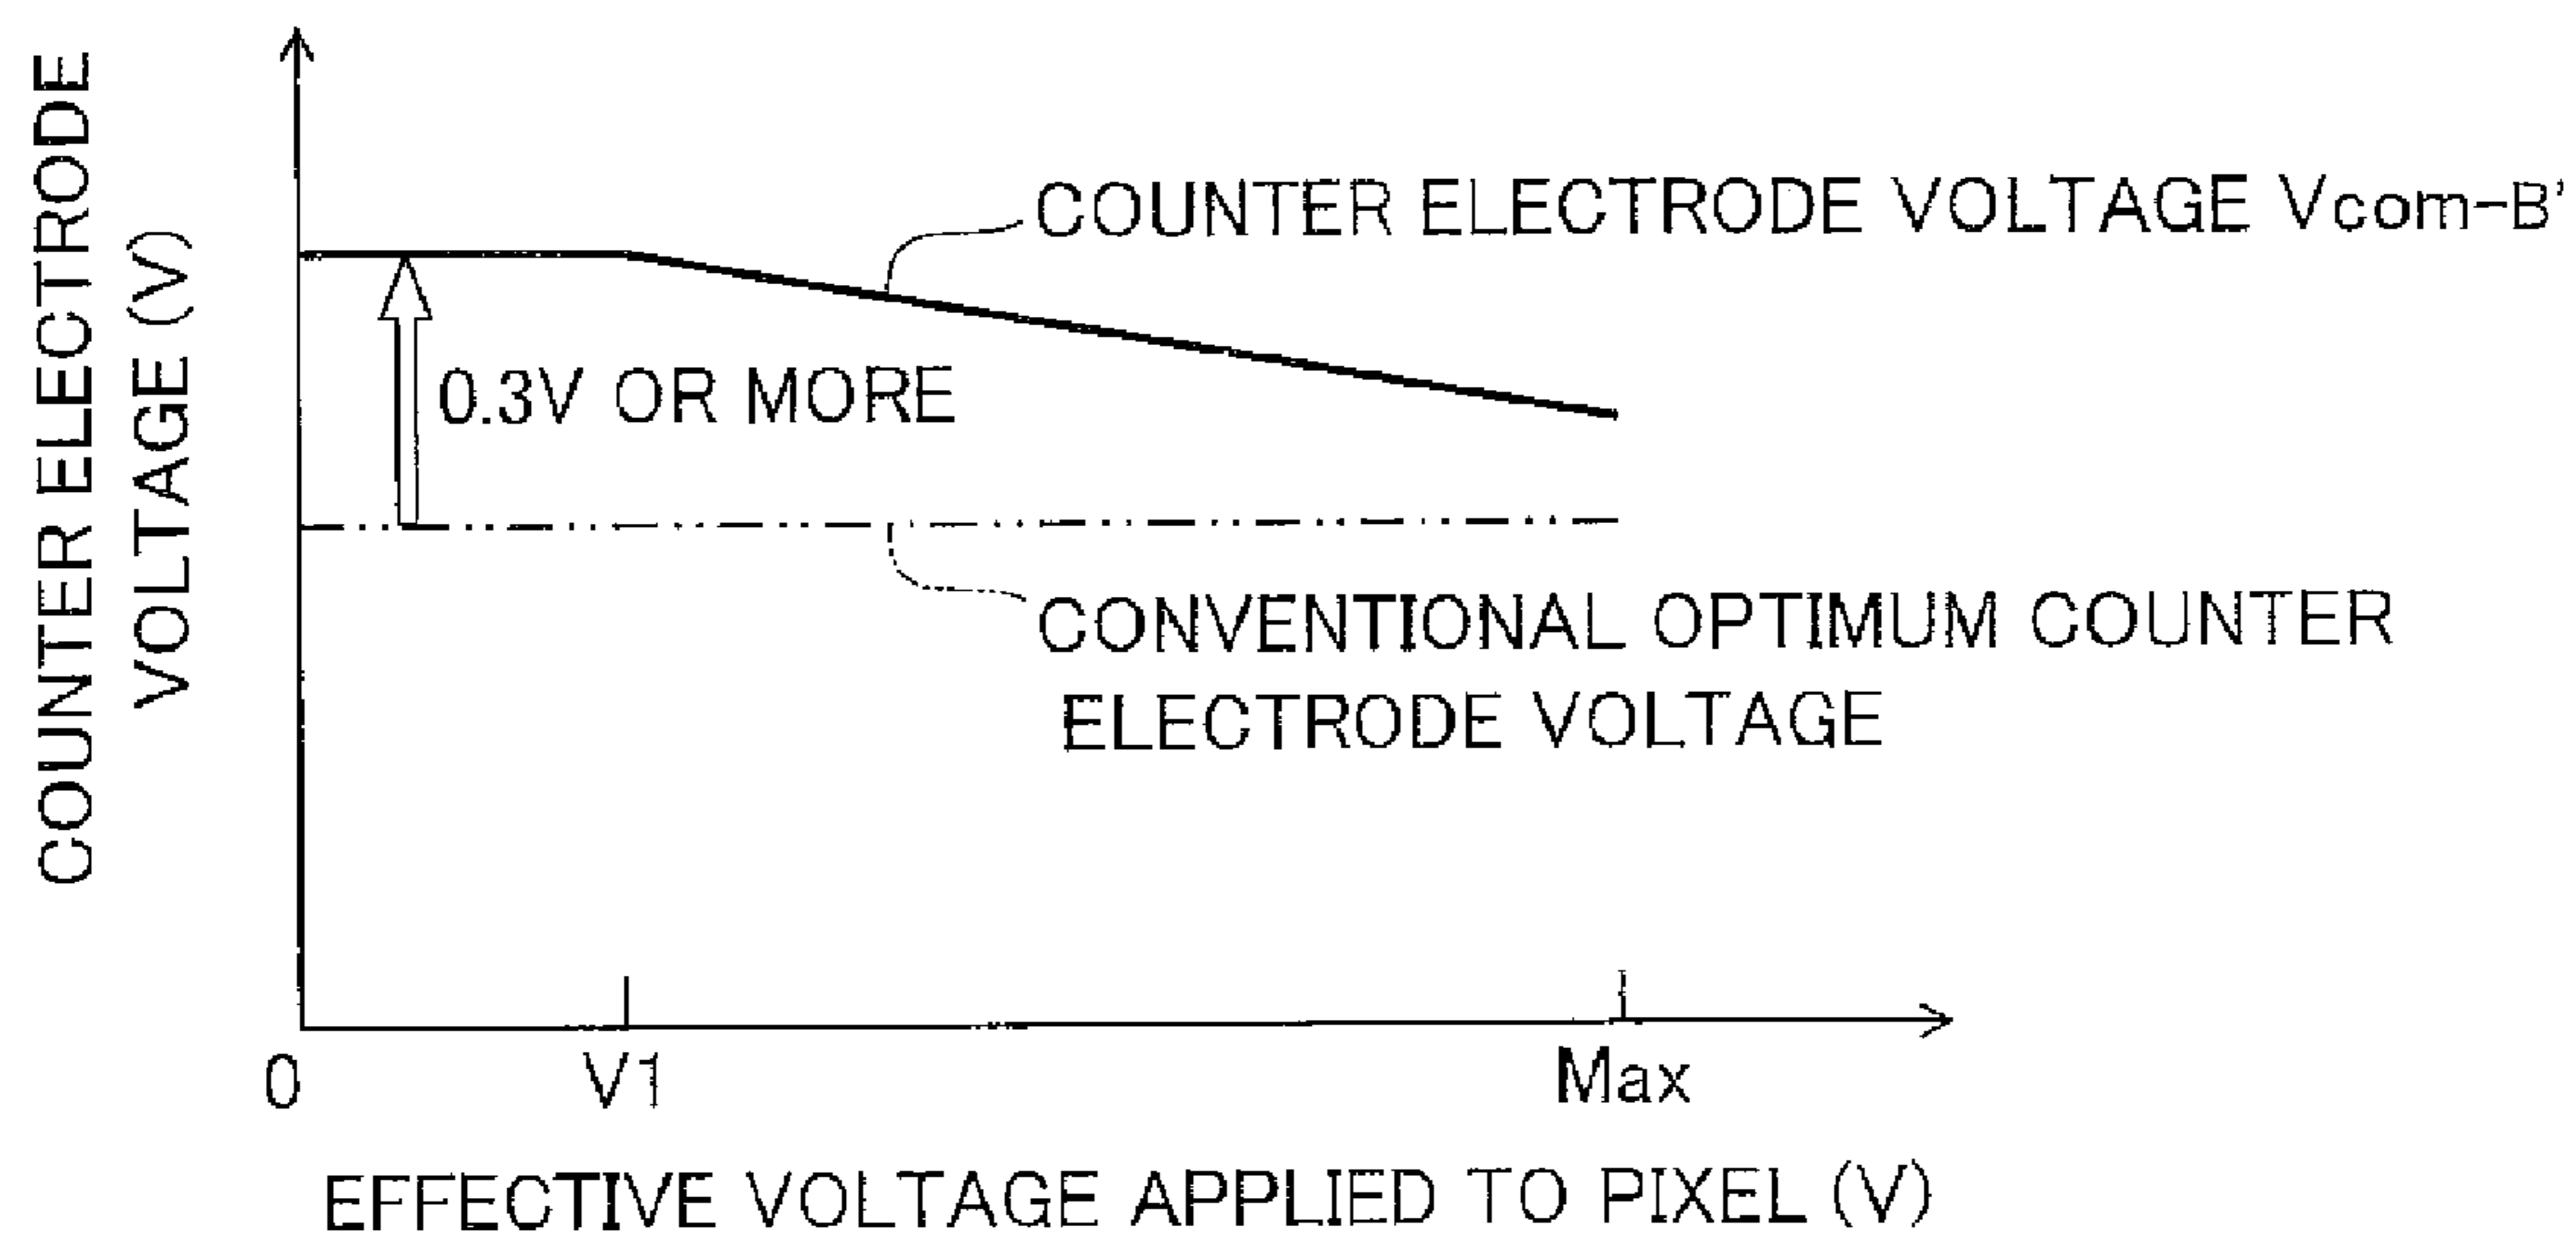 COUNTER ELECTRODE
VOLTAGE (V)
COUNTER ELECTRODE VOLTAGE Vcom-B'
0.3V OR MORE
CONVENTIONAL OPTIMUM COUNTER
ELECTRODE VOLTAGE
0 V1 Max
EFFECTIVE VOLTAGE APPLIED TO PIXEL (V)